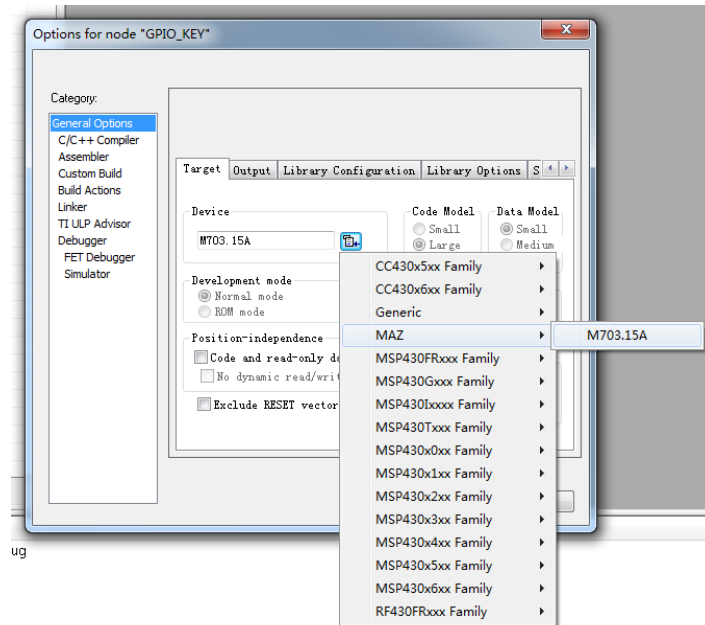 Options for node "GPIO_KEY"
Category:
General Options
C/C++ Compiler
Assembler
Custom Build
Build Actions
Linker
TI ULP Advisor
Debugger
FET Debugger
Simulator
Target Output Library Configuration Library Options S
Device
M703.15A
Code Model
Small
Large
Data Model
Small
Medium
Development mode
Normal mode
ROM mode
Position-independence
Code and read-only d
No dynamic read/wri
Exclude RESET vector
CC430x5xx Family
CC430x6xx Family
Generic
MAZ
M703.15A
MSP430FRxxx Family
MSP430Gxxx Family
MSP430Ixxxx Family
MSP430Txxx Family
MSP430x0xx Family
MSP430x1xx Family
MSP430x2xx Family
MSP430x3xx Family
MSP430x4xx Family
MSP430x5xx Family
MSP430x6xx Family
RF430FRxxx Family
ug